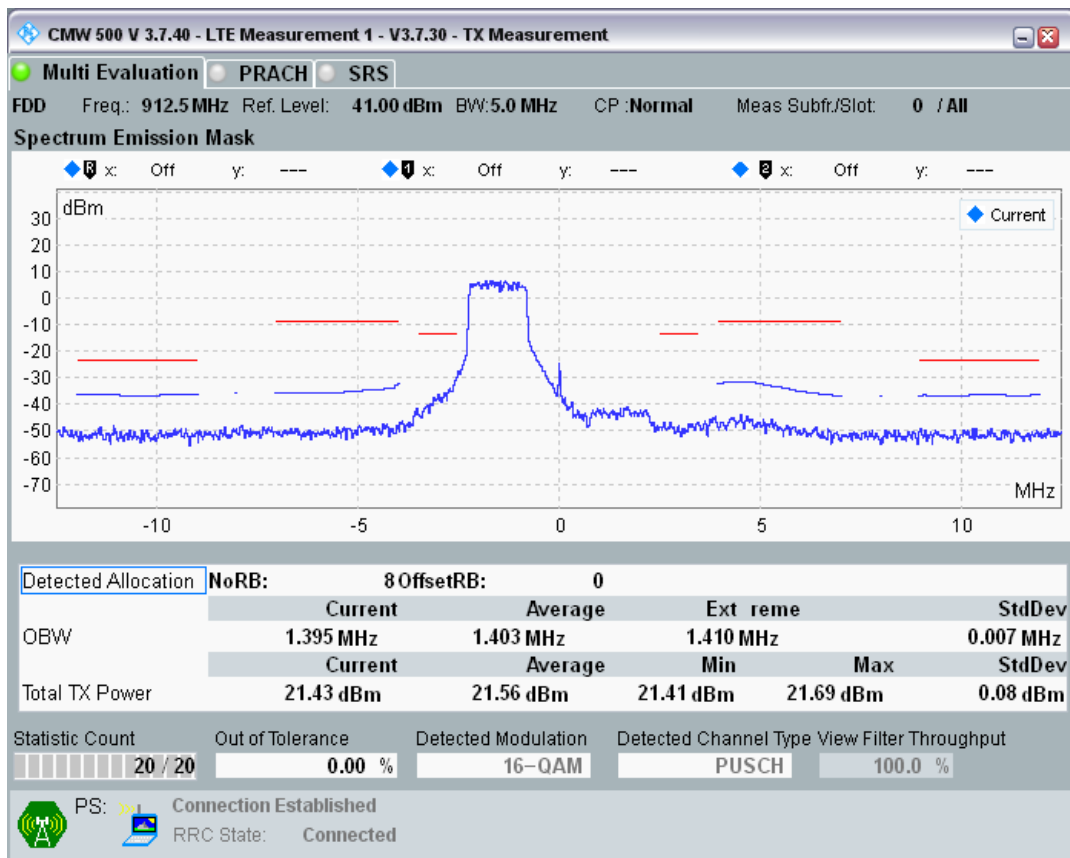 CMW 500 V 3.7.40 - LTE Measurement 1 - V3.7.30 - TX Measurement
Multi Evaluation PRACH SRS
FDD Freq.: 912.5 MHz Ref. Level: 41.00 dBm BW: 5.0 MHz CP : Normal Meas Subfr./Slot: 0 / All
Spectrum Emission Mask
R x: Off y: --- 1 x: Off y: --- 2 x: Off y: ---
dBm
Current
30
20
10
0
-10
-20
-30
-40
-50
-60
-70
MHz
-10 -5 0 5 10
Detected Allocation NoRB: 8 OffsetRB: 0
Current Average Ext reme StdDev
OBW 1.395 MHz 1.403 MHz 1.410 MHz 0.007 MHz
Current Average Min Max StdDev
Total TX Power 21.43 dBm 21.56 dBm 21.41 dBm 21.69 dBm 0.08 dBm
Statistic Count Out of Tolerance Detected Modulation Detected Channel Type View Filter Throughput
20 / 20 0.00 % 16-QAM PUSCH 100.0 %
PS: Connection Established
RRC State: Connected